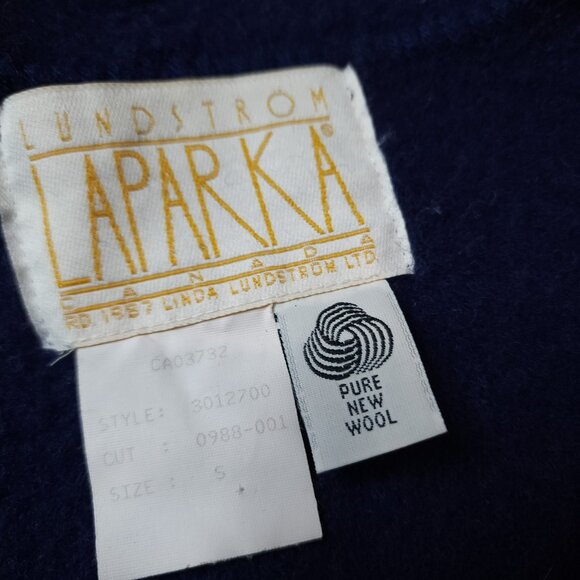 LUNDSTROM
LAPARKA®
CANADA
RD 1987 LINDA LUNDSTROM LTD.
CA03732
STYLE: 3012700
CUT : 0988-001
SIZE : S
PURE
NEW
WOOL